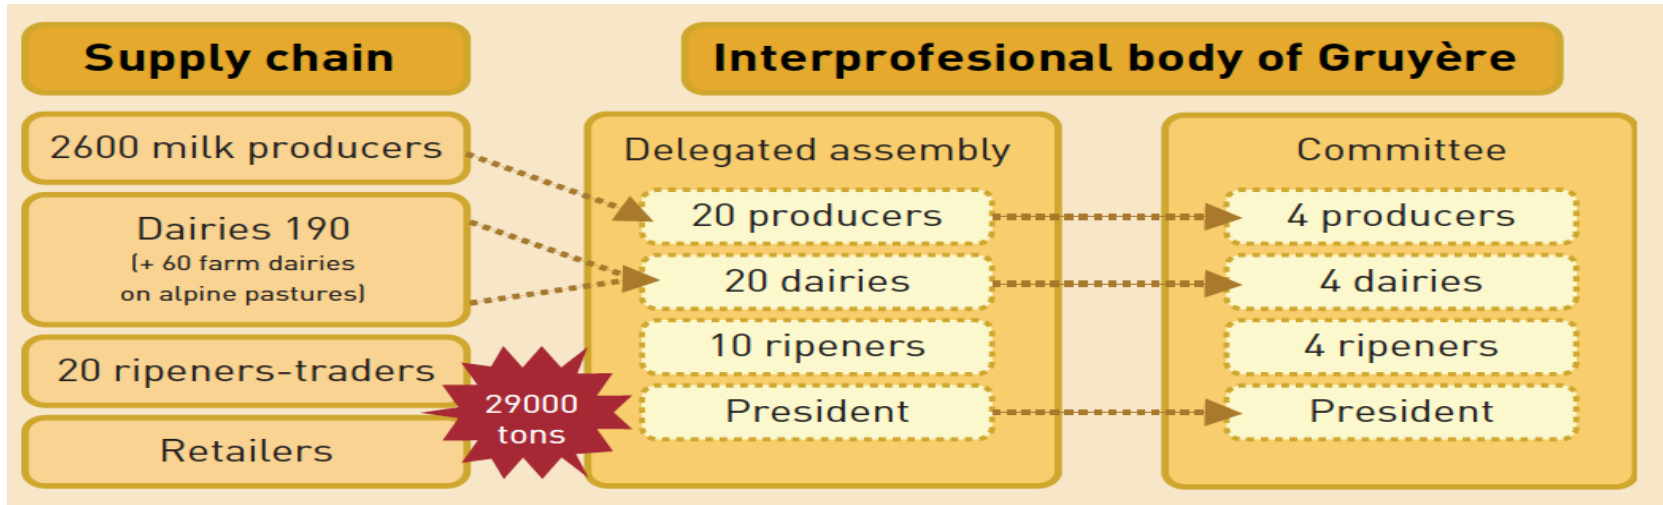 Supply chain
Interprofesional body of Gruyère
2600 milk producers
Dairies 190
(+ 60 farm dairies
on alpine pastures)
20 ripeners-traders
Retailers
29000
tons
Delegated assembly
20 producers
20 dairies
10 ripeners
President
Committee
4 producers
4 dairies
4 ripeners
President